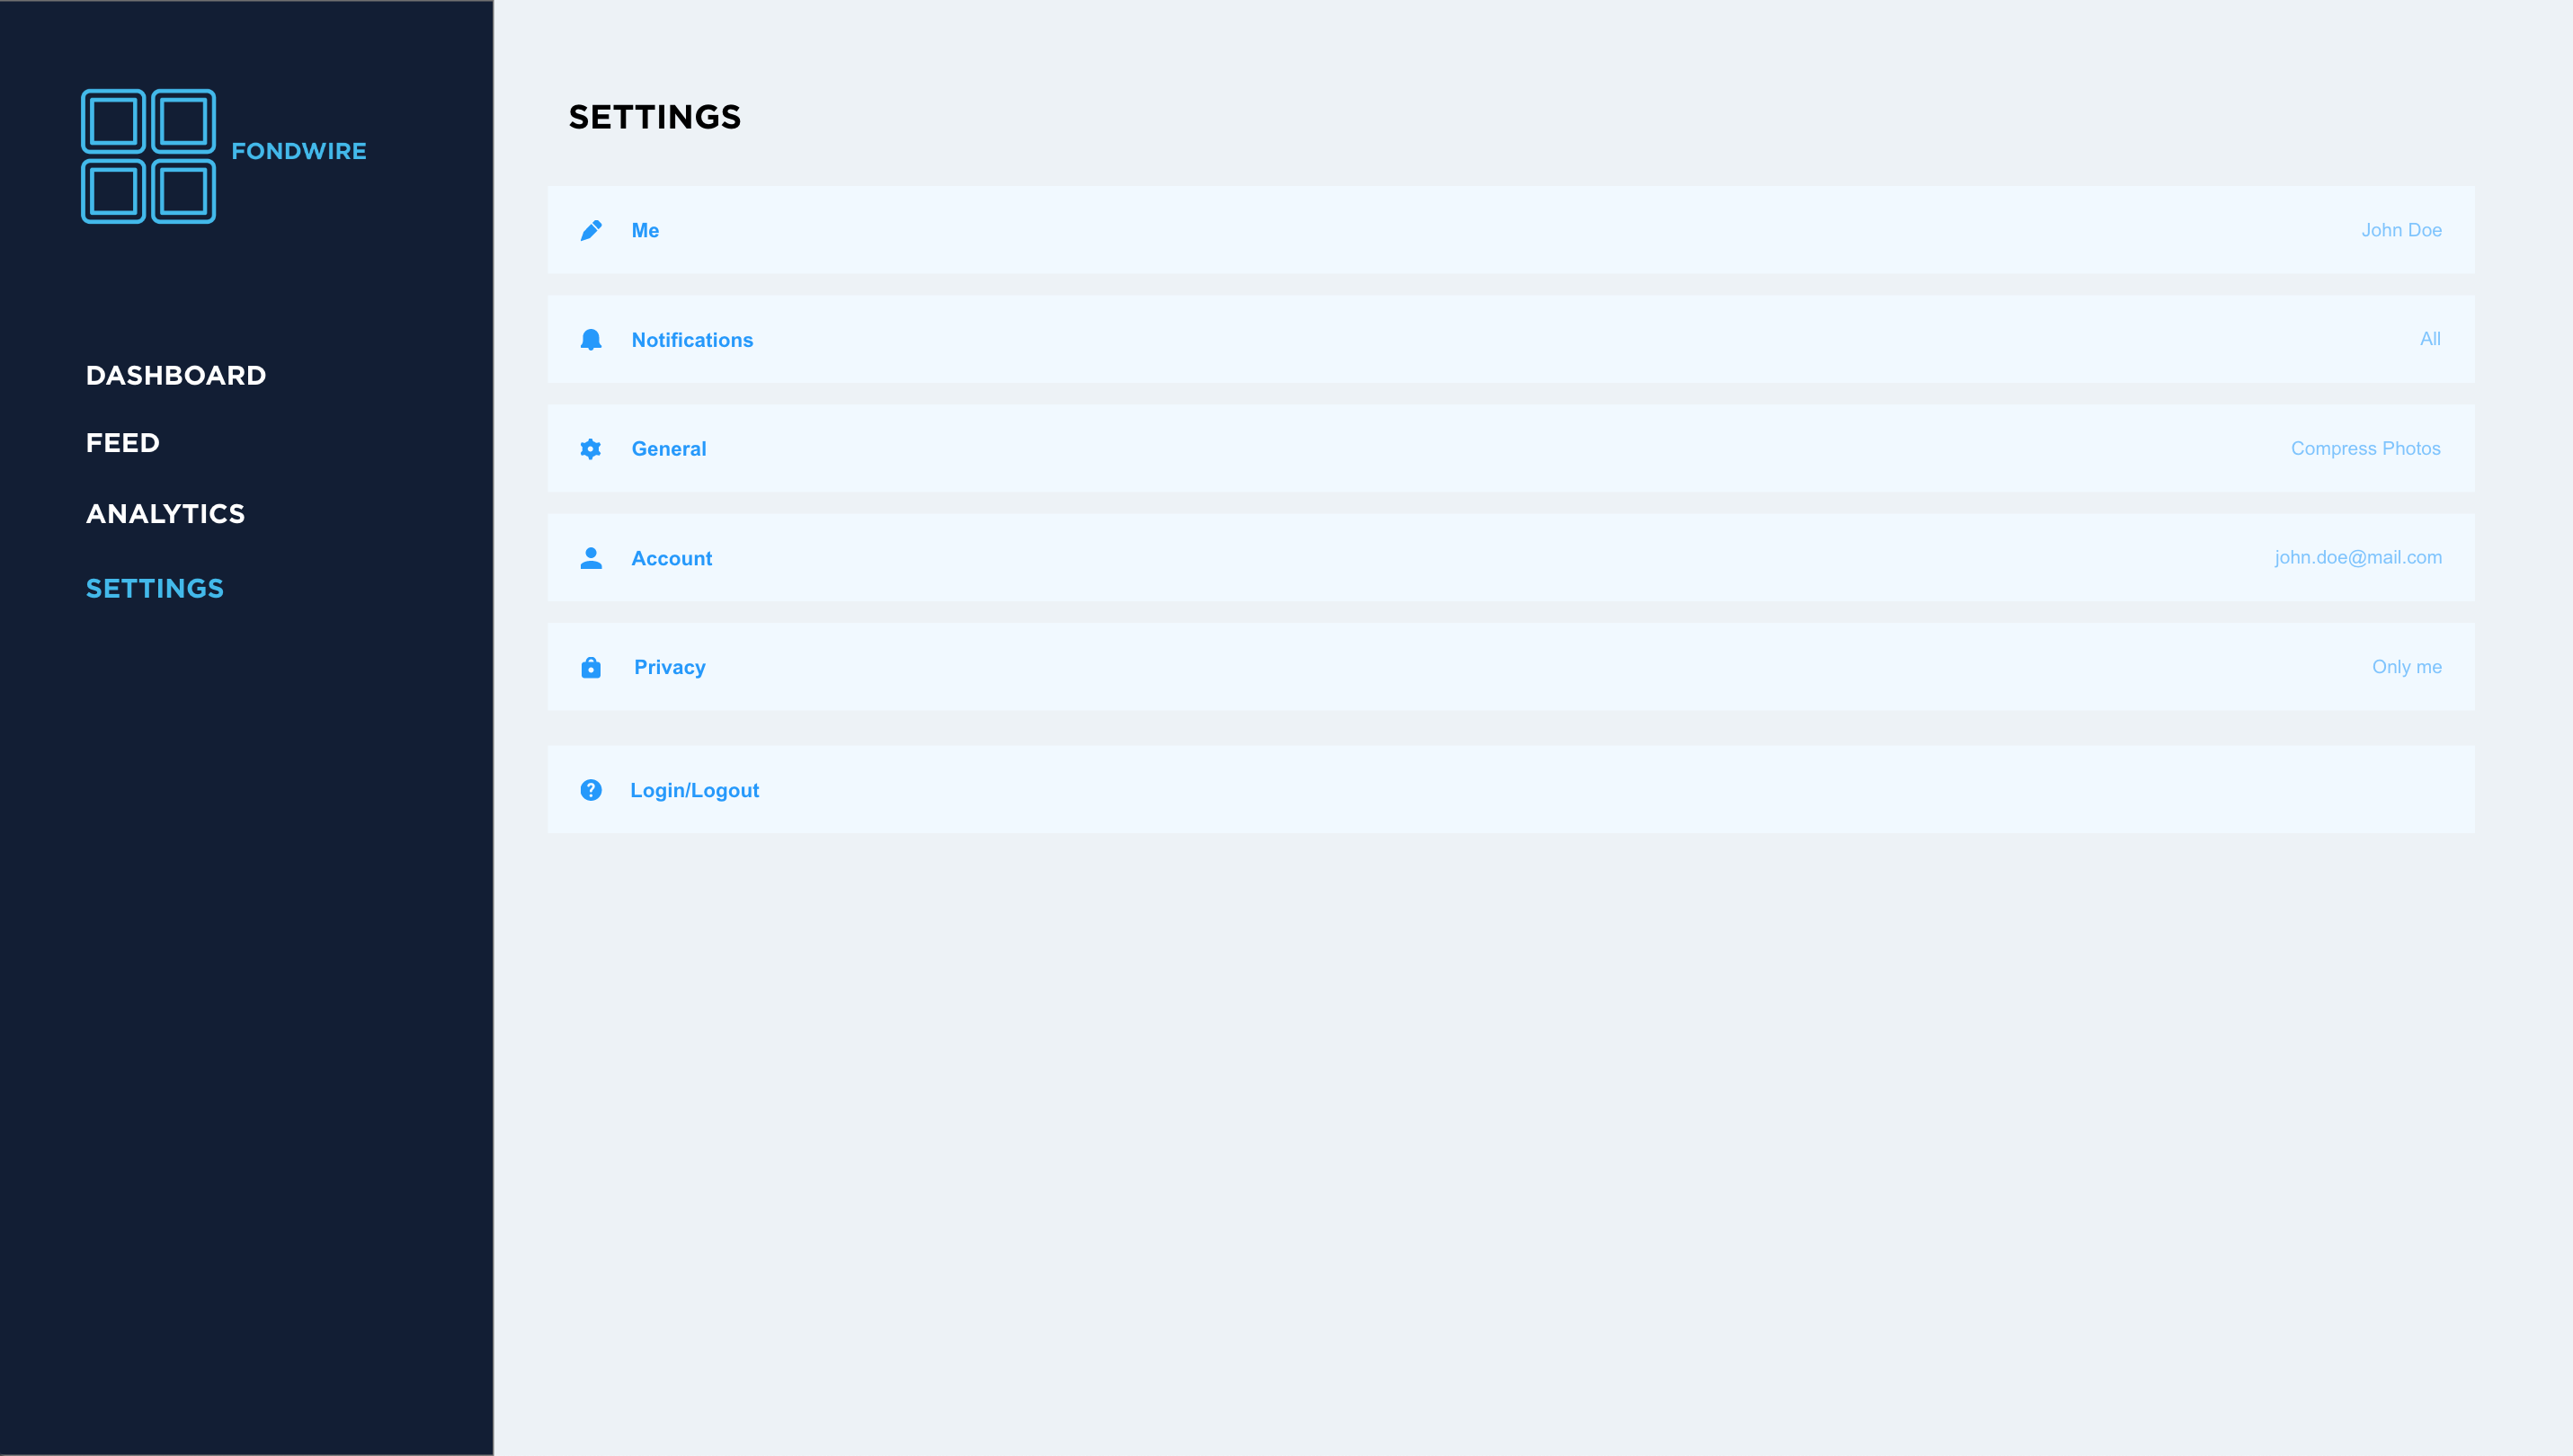 FONDWIRE
DASHBOARD
FEED
ANALYTICS
SETTINGS
SETTINGS
Me John Doe
Notifications All
General Compress Photos
Account john.doe@mail.com
Privacy Only me
Login/Logout